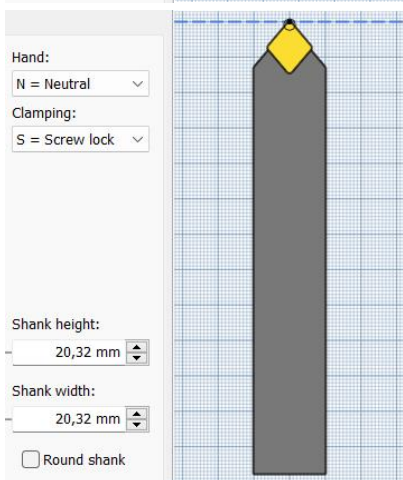 Hand:
N = Neutral
Clamping:
S = Screw lock
Shank height:
20,32 mm
Shank width:
20,32 mm
Round shank